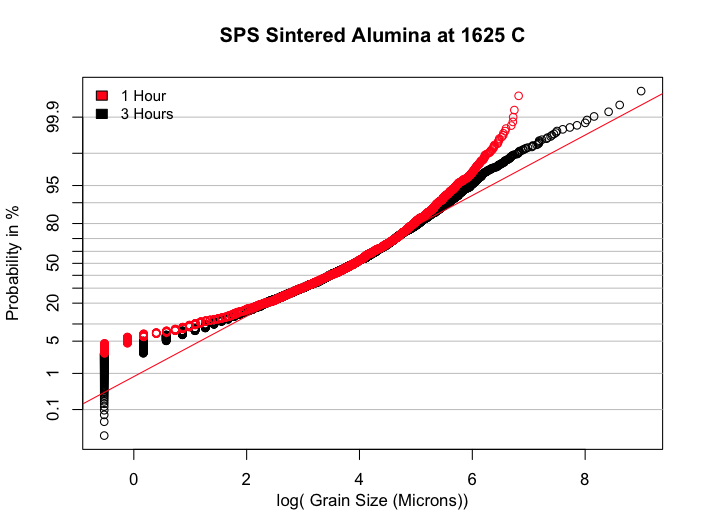 SPS Sintered Alumina at 1625 C
1 Hour
3 Hours
99.9
95
80
50
20
5
1
0.1
Probability in %
0 2 4 6 8
log( Grain Size (Microns))